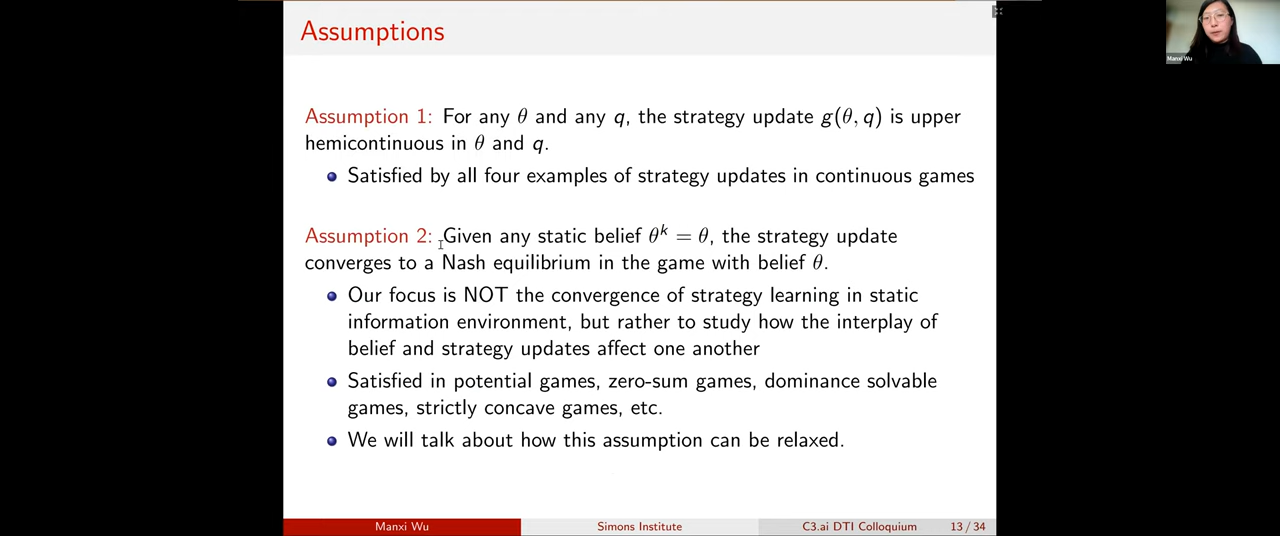 Assumptions
Manxi Wu
Assumption 1: For any θ and any q, the strategy update g(θ, q) is upper
hemicontinuous in θ and q.
Satisfied by all four examples of strategy updates in continuous games
Assumption 2: Given any static belief θᵏ = θ, the strategy update
converges to a Nash equilibrium in the game with belief θ.
Our focus is NOT the convergence of strategy learning in static
information environment, but rather to study how the interplay of
belief and strategy updates affect one another
Satisfied in potential games, zero-sum games, dominance solvable
games, strictly concave games, etc.
We will talk about how this assumption can be relaxed.
Manxi Wu Simons Institute C3.ai DTI Colloquium 13 / 34